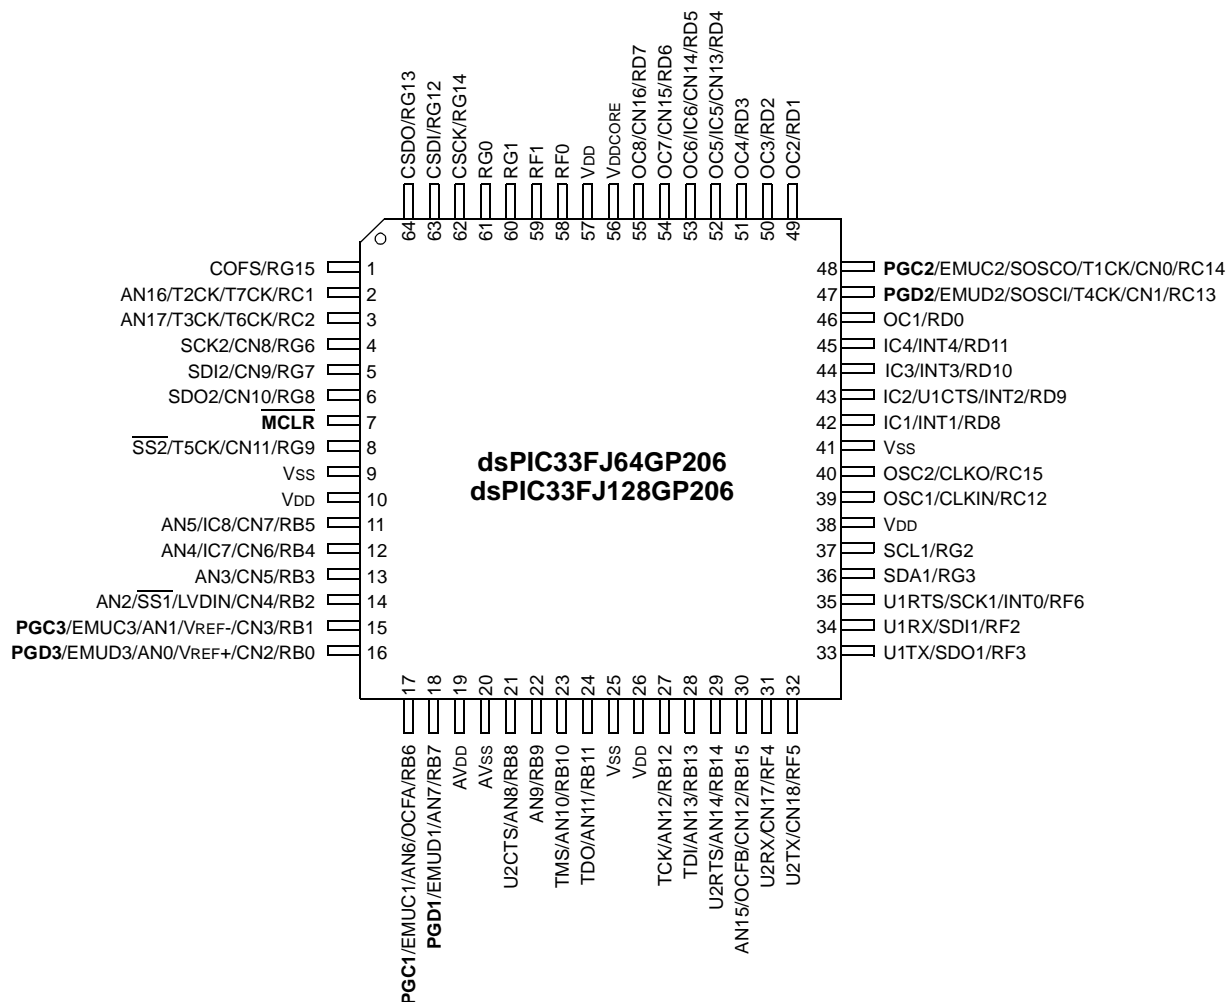 CSDO/RG13
CSDI/RG12
CSCK/RG14
RG0
RG1
RF1
RF0
VDD
VDDCORE
OC8/CN16/RD7
OC7/CN15/RD6
OC6/IC6/CN14/RD5
OC5/IC5/CN13/RD4
OC4/RD3
OC3/RD2
OC2/RD1
64 63 62 61 60 59 58 57 56 55 54 53 52 51 50 49
COFS/RG15 1
AN16/T2CK/T7CK/RC1 2
AN17/T3CK/T6CK/RC2 3
SCK2/CN8/RG6 4
SDI2/CN9/RG7 5
SDO2/CN10/RG8 6
MCLR 7
SS2/T5CK/CN11/RG9 8
VSS 9
VDD 10
AN5/IC8/CN7/RB5 11
AN4/IC7/CN6/RB4 12
AN3/CN5/RB3 13
AN2/SS1/LVDIN/CN4/RB2 14
PGC3/EMUC3/AN1/VREF-/CN3/RB1 15
PGD3/EMUD3/AN0/VREF+/CN2/RB0 16
dsPIC33FJ64GP206
dsPIC33FJ128GP206
48 PGC2/EMUC2/SOSCO/T1CK/CN0/RC14
47 PGD2/EMUD2/SOSCI/T4CK/CN1/RC13
46 OC1/RD0
45 IC4/INT4/RD11
44 IC3/INT3/RD10
43 IC2/U1CTS/INT2/RD9
42 IC1/INT1/RD8
41 VSS
40 OSC2/CLKO/RC15
39 OSC1/CLKIN/RC12
38 VDD
37 SCL1/RG2
36 SDA1/RG3
35 U1RTS/SCK1/INT0/RF6
34 U1RX/SDI1/RF2
33 U1TX/SDO1/RF3
17 18 19 20 21 22 23 24 25 26 27 28 29 30 31 32
PGC1/EMUC1/AN6/OCFA/RB6
PGD1/EMUD1/AN7/RB7
AVDD
AVSS
U2CTS/AN8/RB8
AN9/RB9
TMS/AN10/RB10
TDO/AN11/RB11
VSS
VDD
TCK/AN12/RB12
TDI/AN13/RB13
U2RTS/AN14/RB14
AN15/OCFB/CN12/RB15
U2RX/CN17/RF4
U2TX/CN18/RF5